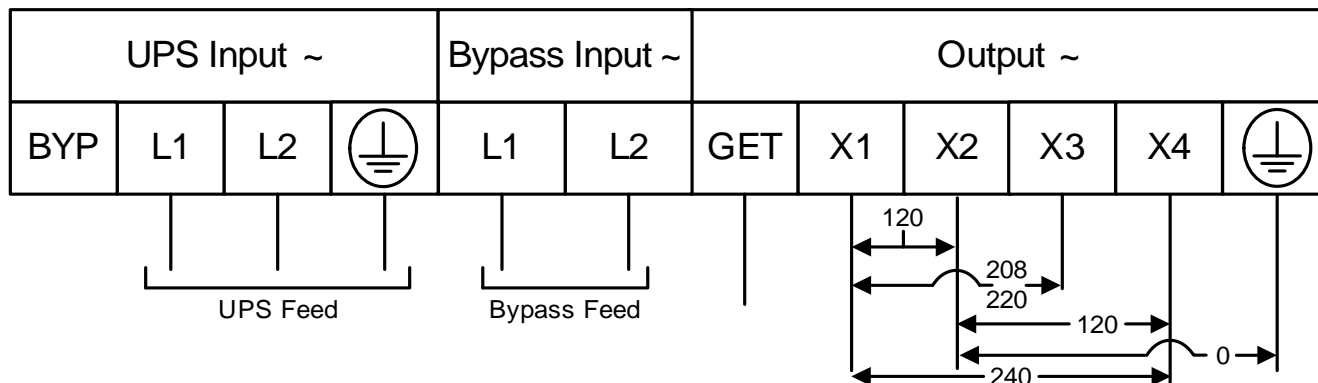 UPS Input ~ Bypass Input ~ Output ~
BYP L1 L2 L1 L2 GET X1 X2 X3 X4
120
208
220
UPS Feed Bypass Feed
120
0
240